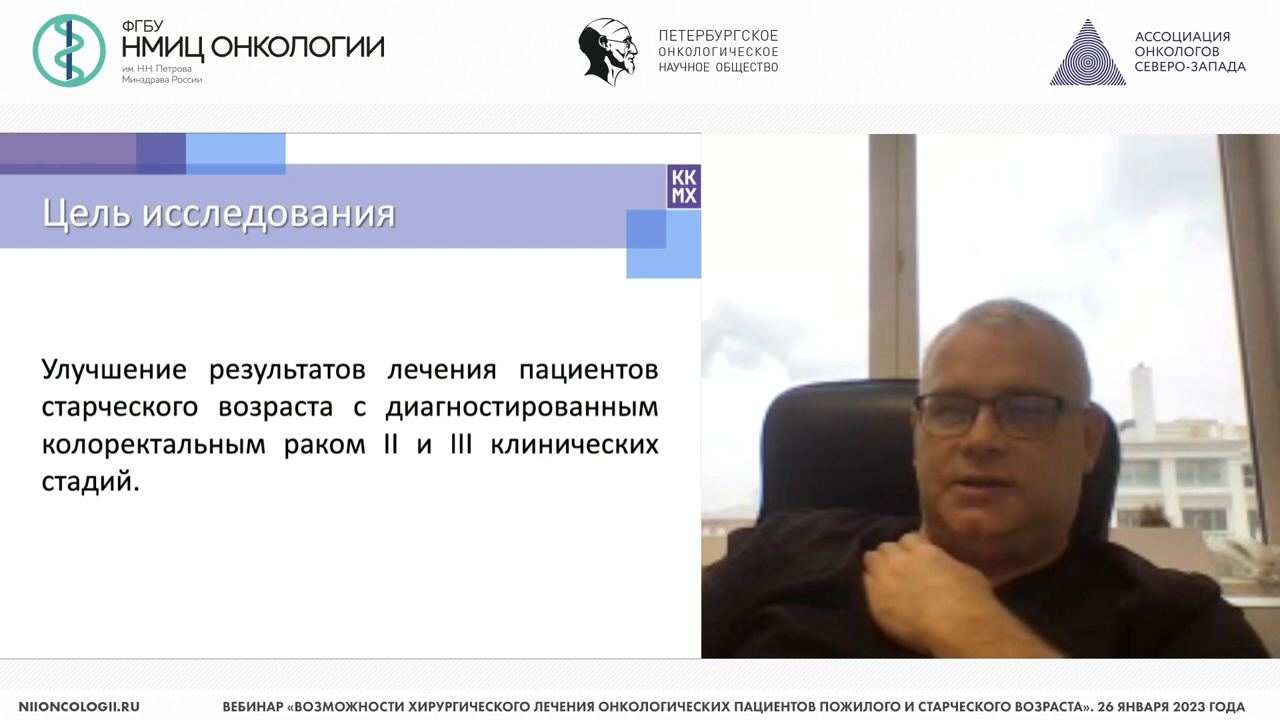 ФГБУ
НМИЦ ОНКОЛОГИИ
им. Н.Н. Петрова
Минздрава России
ПЕТЕРБУРГСКОЕ
ОНКОЛОГИЧЕСКОЕ
НАУЧНОЕ ОБЩЕСТВО
АССОЦИАЦИЯ
ОНКОЛОГОВ
СЕВЕРО-ЗАПАДА
КК
МХ
Цель исследования
Улучшение результатов лечения пациентов
старческого возраста с диагностированным
колоректальным раком II и III клинических
стадий.
NIIONCOLOGII.RU
ВЕБИНАР «ВОЗМОЖНОСТИ ХИРУРГИЧЕСКОГО ЛЕЧЕНИЯ ОНКОЛОГИЧЕСКИХ ПАЦИЕНТОВ ПОЖИЛОГО И СТАРЧЕСКОГО ВОЗРАСТА». 26 ЯНВАРЯ 2023 ГОДА